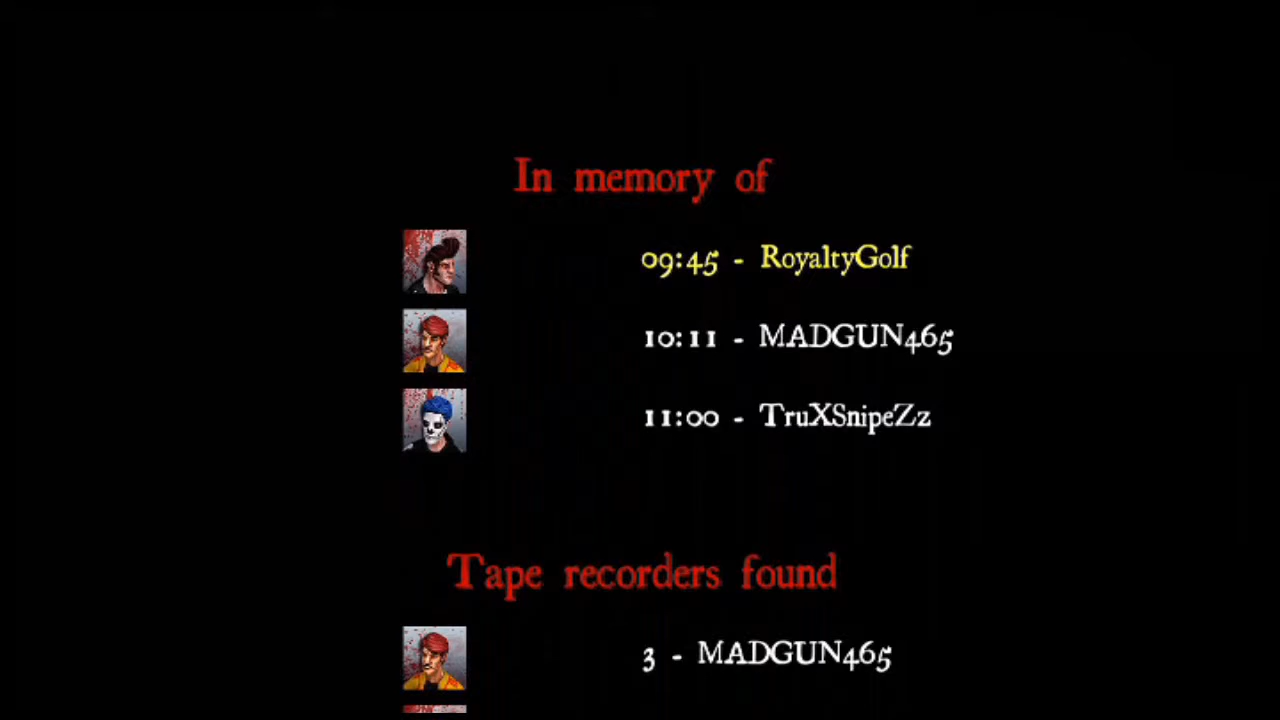 In memory of
09:45 - RoyaltyGolf
10:11 - MADGUN465
11:00 - TruXSnipeZz
Tape recorders found
3 - MADGUN465